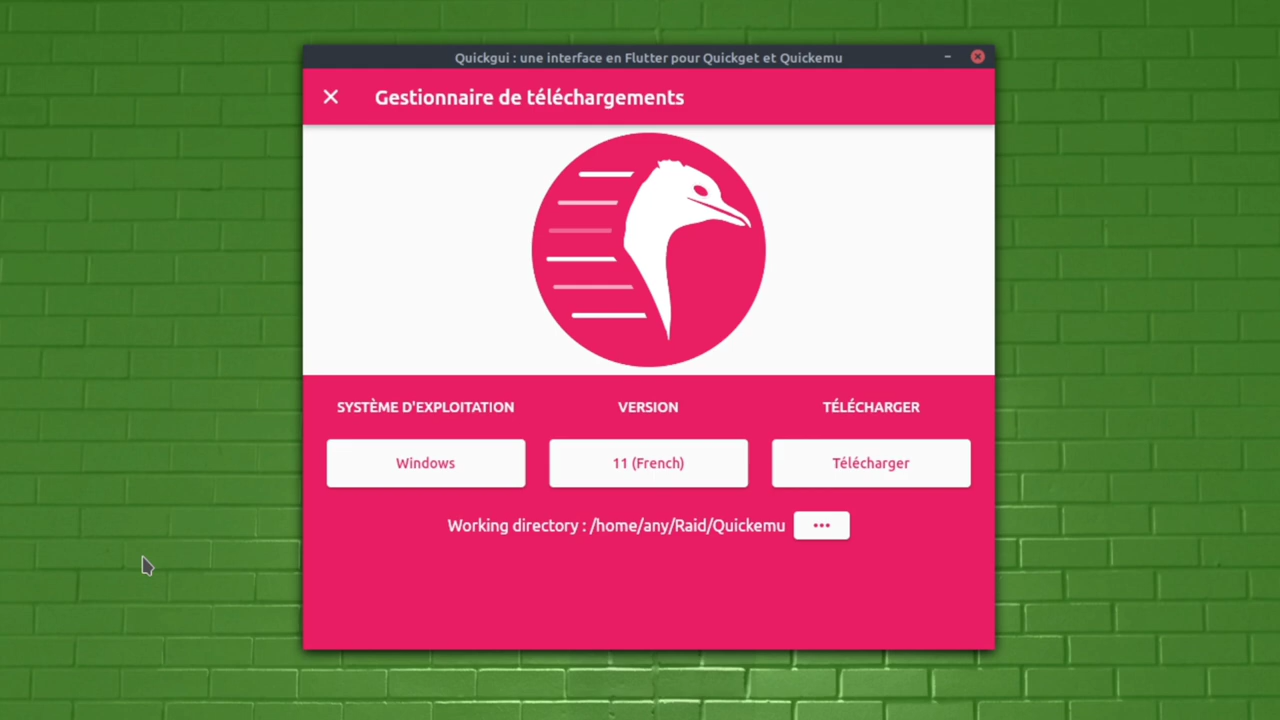 Quickgui : une interface en Flutter pour Quickget et Quickemu
Gestionnaire de téléchargements
SYSTÈME D'EXPLOITATION VERSION TÉLÉCHARGER
Windows 11 (French) Télécharger
Working directory : /home/any/Raid/Quickemu